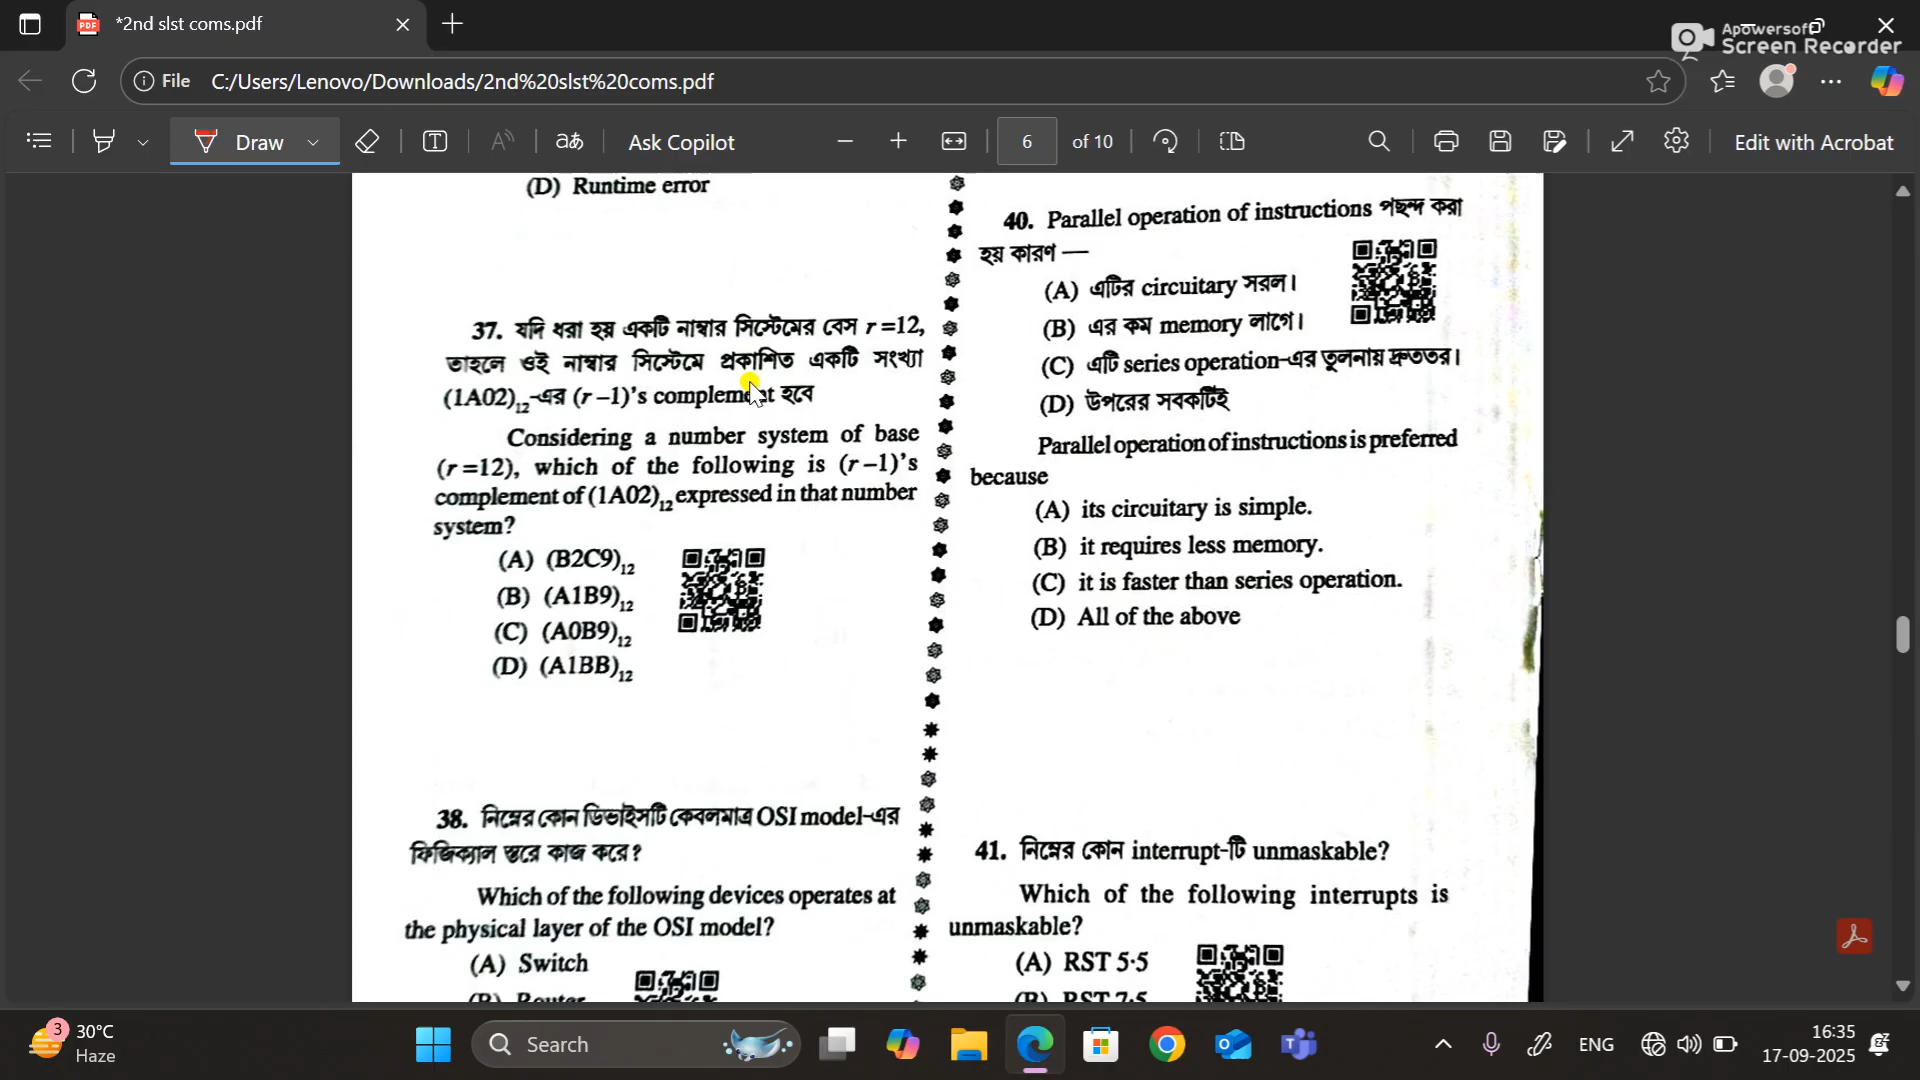 *2nd slst coms.pdf
Apowersoft
Screen Recorder
File
C:/Users/Lenovo/Downloads/2nd%20slst%20coms.pdf
Draw
Ask Copilot
6
of 10
Edit with Acrobat
(D) Runtime error
37. যদি ধরা হয় একটি নাম্বার সিস্টেমের বেস r=12,
তাহলে ওই নাম্বার সিস্টেমে প্রকাশিত একটি সংখ্যা
(1A02)₁₂-এর (r–1)'s complement হবে
Considering a number system of base
(r=12), which of the following is (r–1)'s
complement of (1A02)₁₂ expressed in that number
system?
(A) (B2C9)₁₂
(B) (A1B9)₁₂
(C) (A0B9)₁₂
(D) (A1BB)₁₂
38. নিম্নের কোন ডিভাইসটি কেবলমাত্র OSI model-এর
ফিজিক্যাল স্তরে কাজ করে?
Which of the following devices operates at
the physical layer of the OSI model?
(A) Switch
(B) Router
40. Parallel operation of instructions পছন্দ করা
হয় কারণ —
(A) এটির circuitary সরল।
(B) এর কম memory লাগে।
(C) এটি series operation-এর তুলনায় দ্রুততর।
(D) উপরের সবকটিই
Parallel operation of instructions is preferred
because
(A) its circuitary is simple.
(B) it requires less memory.
(C) it is faster than series operation.
(D) All of the above
41. নিম্নের কোন interrupt-টি unmaskable?
Which of the following interrupts is
unmaskable?
(A) RST 5·5
(B) RST 7·5
3
30°C
Haze
Search
ENG
16:35
17-09-2025